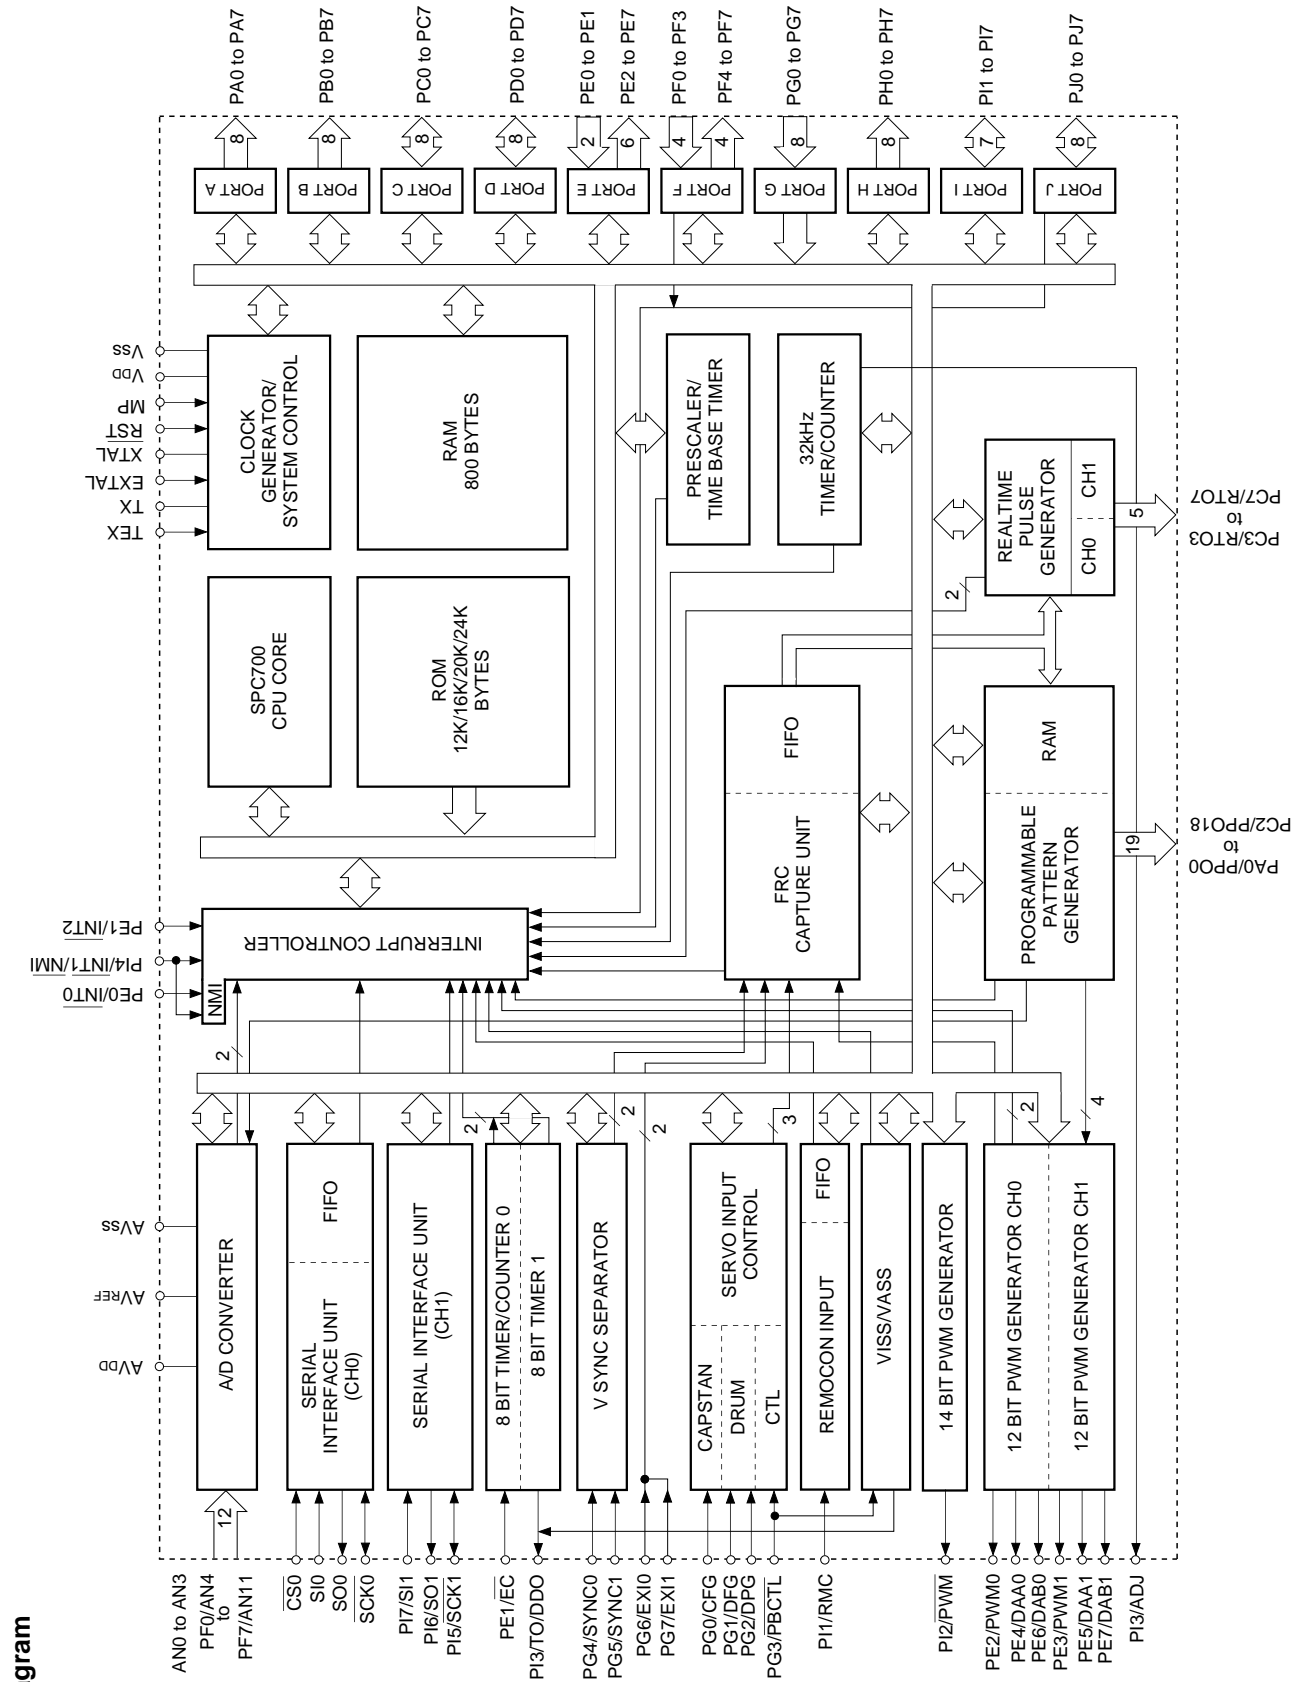 gram
PA0 to PA7
PB0 to PB7
PC0 to PC7
PD0 to PD7
PE0 to PE1
PE2 to PE7
PF0 to PF3
PF4 to PF7
PG0 to PG7
PH0 to PH7
PI1 to PI7
PJ0 to PJ7
8
8
8
8
2
6
4
4
8
8
7
8
PORT A
PORT B
PORT C
PORT D
PORT E
PORT F
PORT G
PORT H
PORT I
PORT J
VSS
VDD
MP
RST
XTAL
EXTAL
TX
TEX
CLOCK
GENERATOR/
SYSTEM CONTROL
RAM
800 BYTES
PRESCALER/
TIME BASE TIMER
32kHz
TIMER/COUNTER
REALTIME
PULSE
GENERATOR
CH0
CH1
5
PC3/RTO3
to
PC7/RTO7
2
SPC700
CPU CORE
ROM
12K/16K/20K/24K
BYTES
FRC
CAPTURE UNIT
FIFO
PROGRAMMABLE
PATTERN
GENERATOR
RAM
19
PA0/PPO0
to
PC2/PPO18
PE1/INT2
PI4/INT1/NMI
PE0/INT0
INTERRUPT CONTROLLER
NMI
2
2
2
2
3
2
4
AVSS
AVREF
AVDD
A/D CONVERTER
SERIAL
INTERFACE UNIT
(CH0)
FIFO
SERIAL INTERFACE UNIT
(CH1)
8 BIT TIMER/COUNTER 0
8 BIT TIMER 1
V SYNC SEPARATOR
SERVO INPUT
CONTROL
CAPSTAN
DRUM
CTL
REMOCON INPUT
FIFO
VISS/VASS
14 BIT PWM GENERATOR
12 BIT PWM GENERATOR CH0
12 BIT PWM GENERATOR CH1
12
AN0 to AN3
PF0/AN4
to
PF7/AN11
CS0
SI0
SO0
SCK0
PI7/SI1
PI6/SO1
PI5/SCK1
PE1/EC
PI3/TO/DDO
PG4/SYNC0
PG5/SYNC1
PG6/EXI0
PG7/EXI1
PG0/CFG
PG1/DFG
PG2/DPG
PG3/PBCTL
PI1/RMC
PI2/PWM
PE2/PWM0
PE4/DAA0
PE6/DAB0
PE3/PWM1
PE5/DAA1
PE7/DAB1
PI3/ADJ